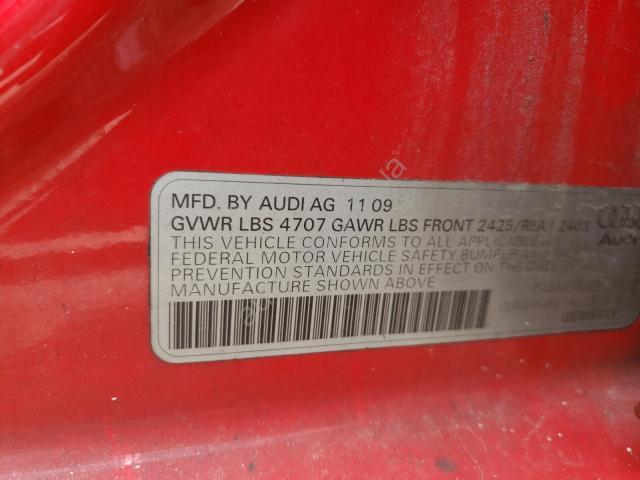 MFD. BY AUDI AG 11 09
GVWR LBS 4707 GAWR LBS FRONT 2425/REAR 2403
THIS VEHICLE CONFORMS TO ALL APPLICABLE
FEDERAL MOTOR VEHICLE SAFETY BUMPER AND
PREVENTION STANDARDS IN EFFECT ON THE DATE
MANUFACTURE SHOWN ABOVE
Audi
GERMANY